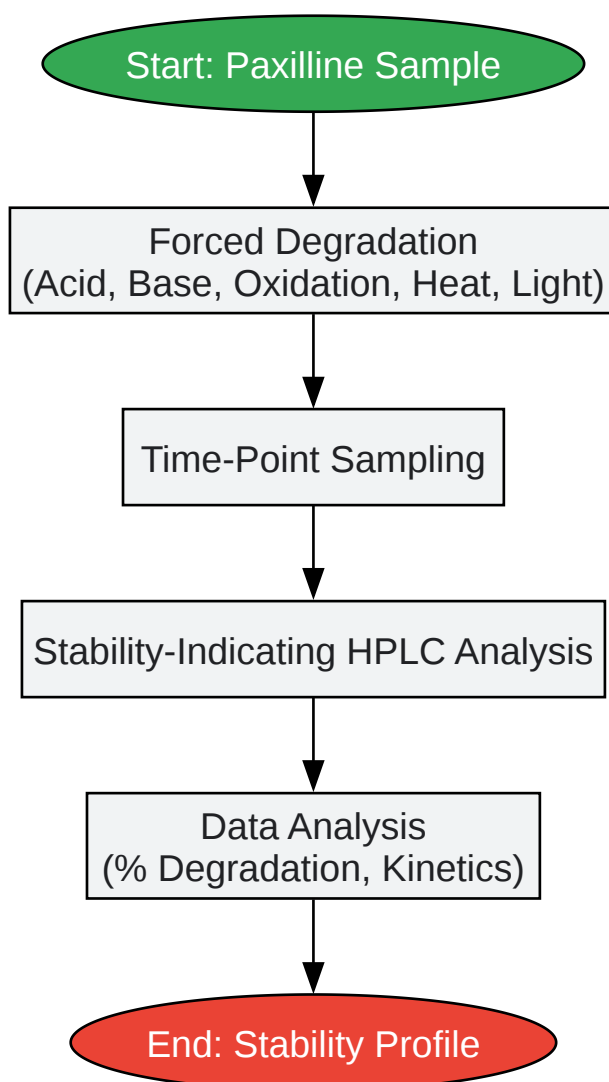 Start: Paxilline Sample
Forced Degradation
(Acid, Base, Oxidation, Heat, Light)
Time-Point Sampling
Stability-Indicating HPLC Analysis
Data Analysis
(% Degradation, Kinetics)
End: Stability Profile